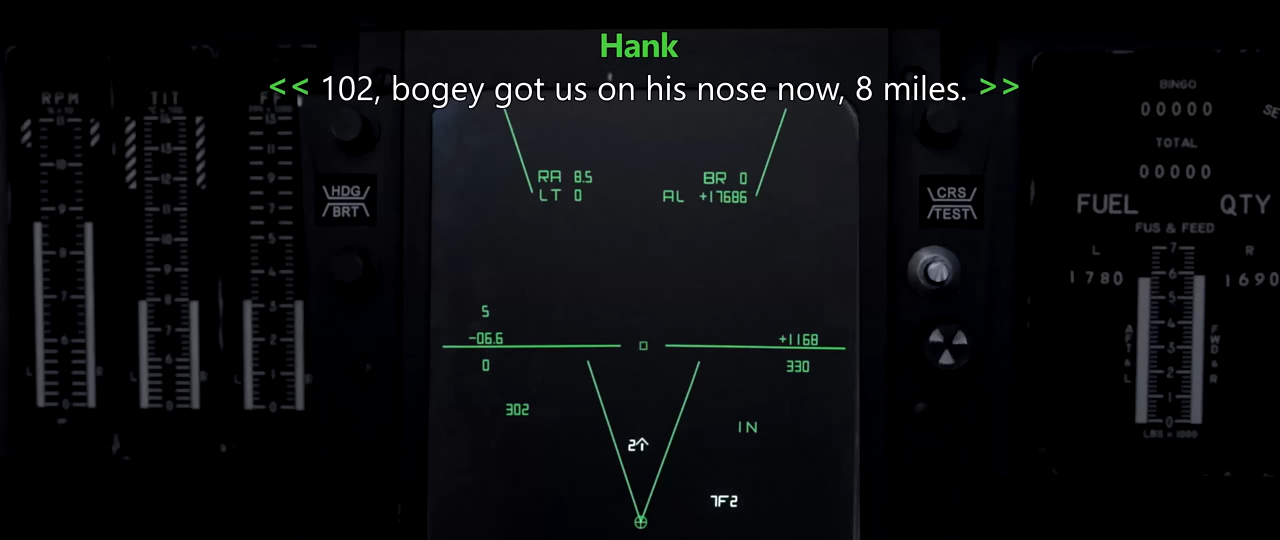 Hank
<< 102, bogey got us on his nose now, 8 miles. >>
BINGO
00000
RPM
TIT
FF
TOTAL
00000
RA 8.5
BR 0
LT 0
AL +17686
HDG
BRT
CRS
TEST
FUEL QTY
FUS & FEED
L
R
1780
1690
5
-06.6
+1168
0
330
302
IN
2
7F2
AFT & L
FWD & R
LBS × 1000